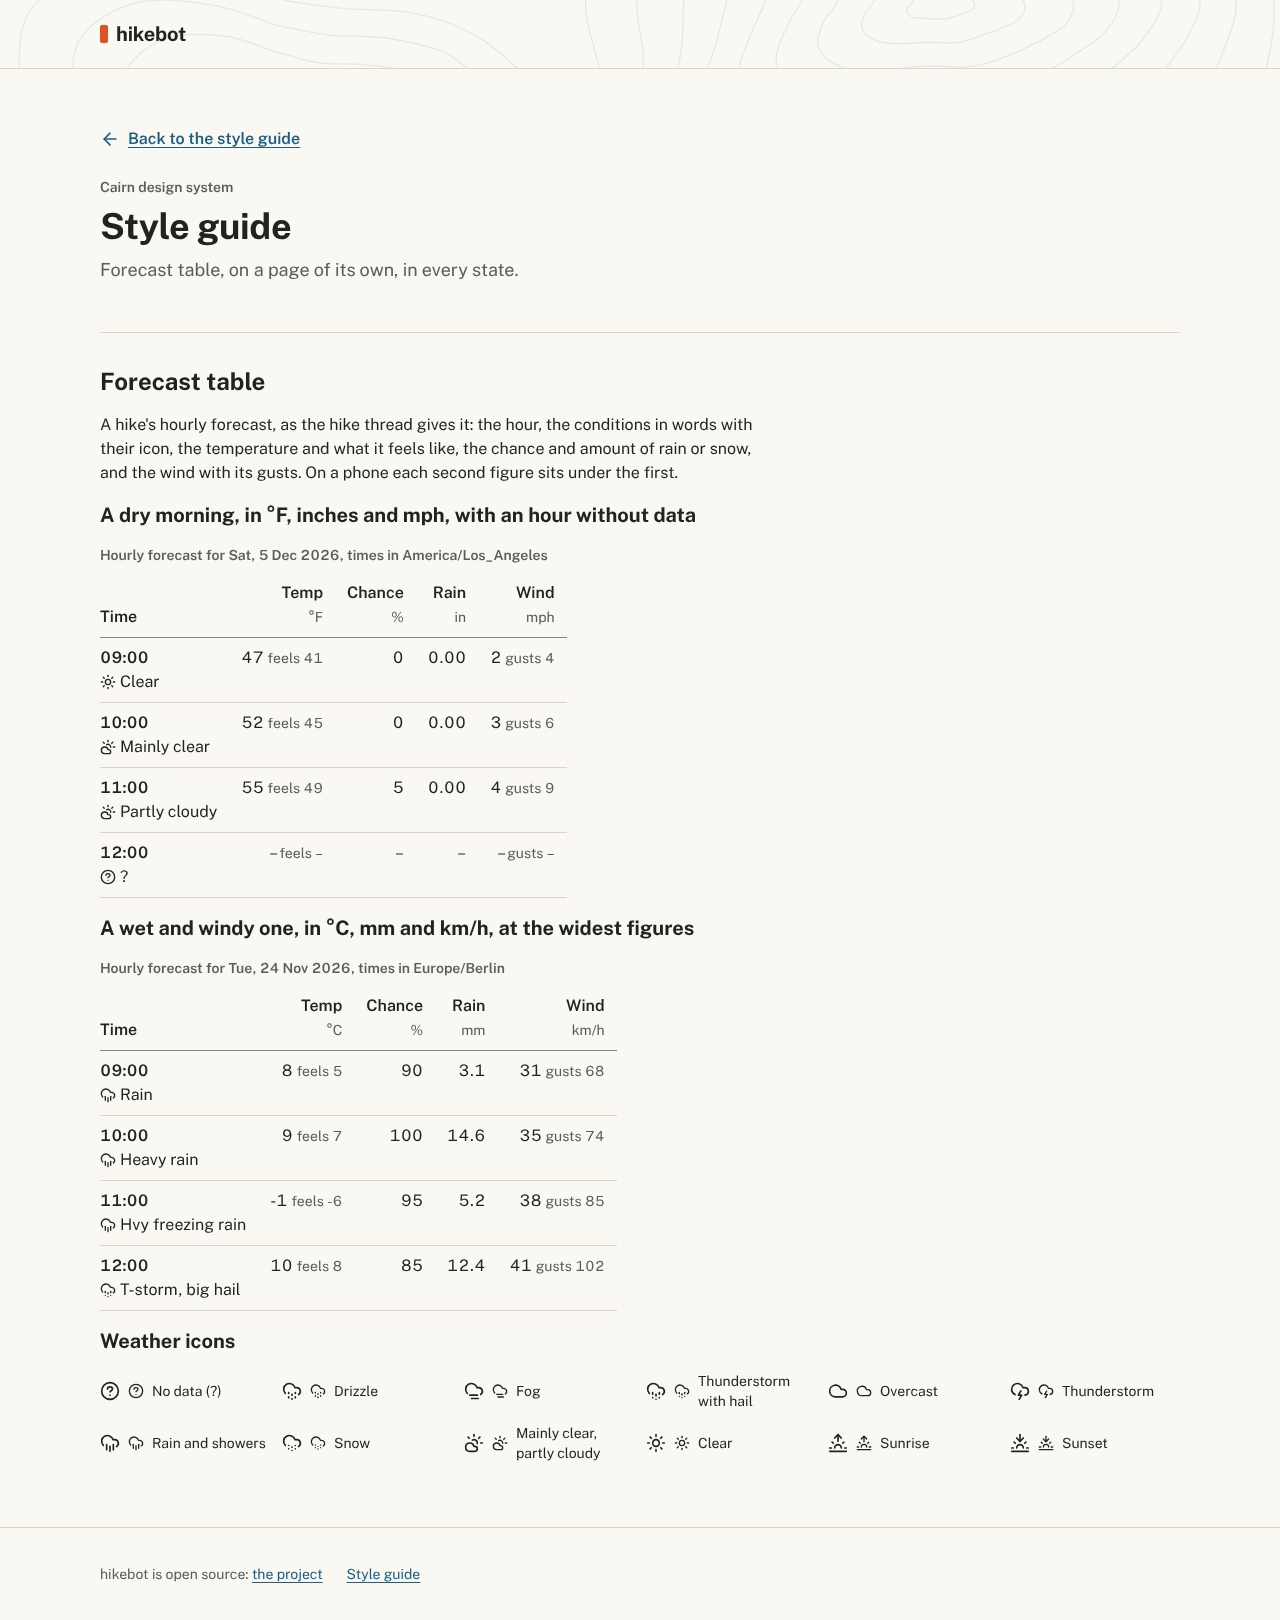 hikebot
Back to the style guide
Cairn design system
Style guide
Forecast table, on a page of its own, in every state.
Forecast table
A hike's hourly forecast, as the hike thread gives it: the hour, the conditions in words with
their icon, the temperature and what it feels like, the chance and amount of rain or snow,
and the wind with its gusts. On a phone each second figure sits under the first.
A dry morning, in °F, inches and mph, with an hour without data
Hourly forecast for Sat, 5 Dec 2026, times in America/Los_Angeles
Temp Chance Rain Wind
Time °F % in mph
09:00 47 feels 41 0 0.00 2 gusts 4
Clear
10:00 52 feels 45 0 0.00 3 gusts 6
Mainly clear
11:00 55 feels 49 5 0.00 4 gusts 9
Partly cloudy
12:00 – feels – – – – gusts –
?
A wet and windy one, in °C, mm and km/h, at the widest figures
Hourly forecast for Tue, 24 Nov 2026, times in Europe/Berlin
Temp Chance Rain Wind
Time °C % mm km/h
09:00 8 feels 5 90 3.1 31 gusts 68
Rain
10:00 9 feels 7 100 14.6 35 gusts 74
Heavy rain
11:00 -1 feels -6 95 5.2 38 gusts 85
Hvy freezing rain
12:00 10 feels 8 85 12.4 41 gusts 102
T-storm, big hail
Weather icons
No data (?) Drizzle Fog Thunderstorm with hail Overcast Thunderstorm
Rain and showers Snow Mainly clear, partly cloudy Clear Sunrise Sunset
hikebot is open source: the project Style guide